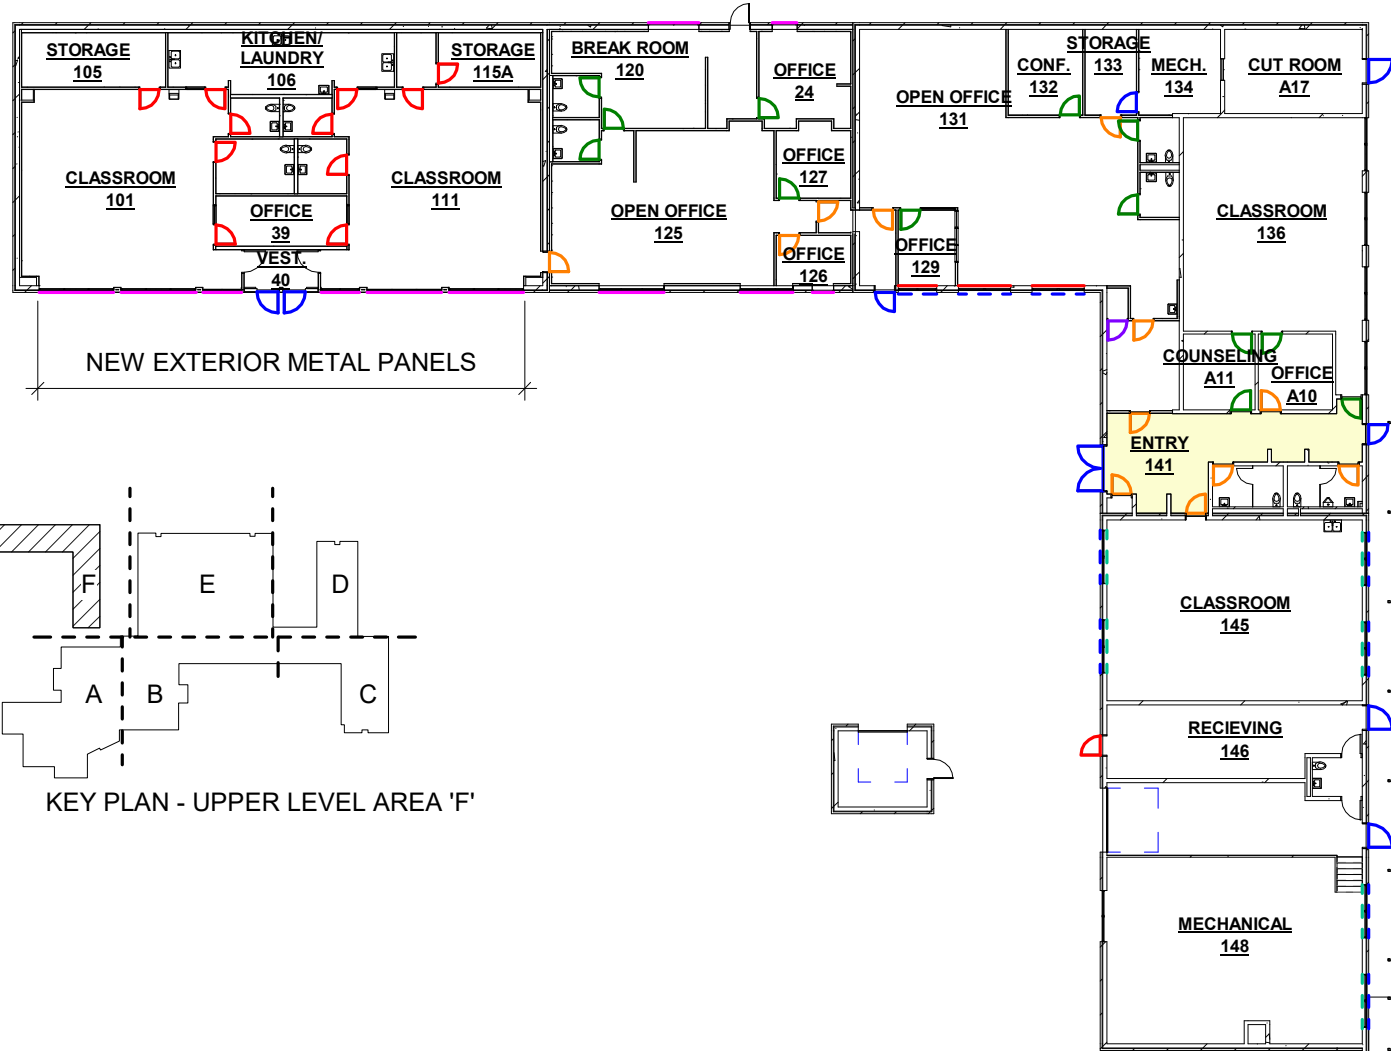 STORAGE
105
KITCHEN/
LAUNDRY
106
STORAGE
115A
BREAK ROOM
120
OFFICE
24
OPEN OFFICE
131
CONF.
132
STORAGE
133
MECH.
134
CUT ROOM
A17
CLASSROOM
101
CLASSROOM
111
OFFICE
39
VEST.
40
OPEN OFFICE
125
OFFICE
127
OFFICE
126
OFFICE
129
CLASSROOM
136
NEW EXTERIOR METAL PANELS
COUNSELING
A11
OFFICE
A10
ENTRY
141
CLASSROOM
145
RECIEVING
146
MECHANICAL
148
F
E
D
A
B
C
KEY PLAN - UPPER LEVEL AREA 'F'